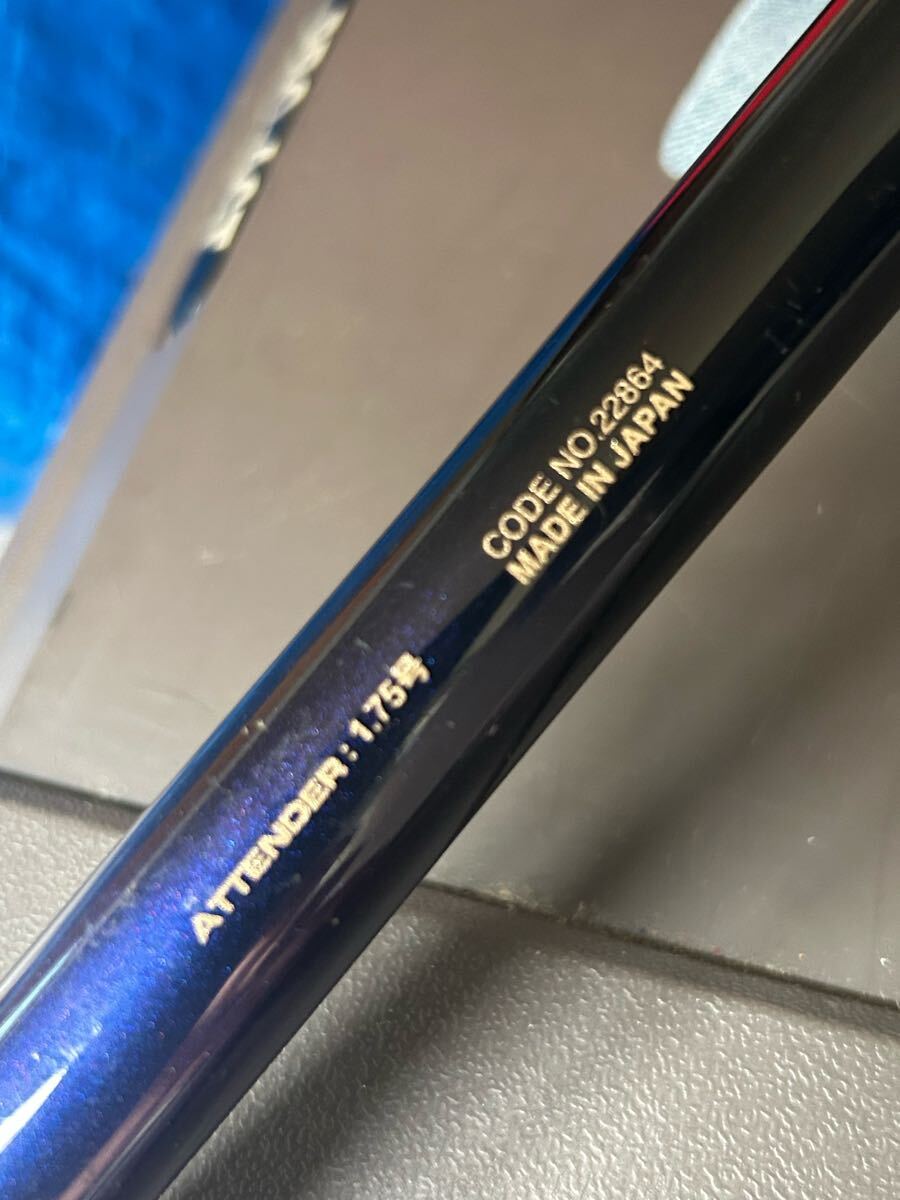 CODE NO.22864
MADE IN JAPAN
ATTENDER : 1.75号